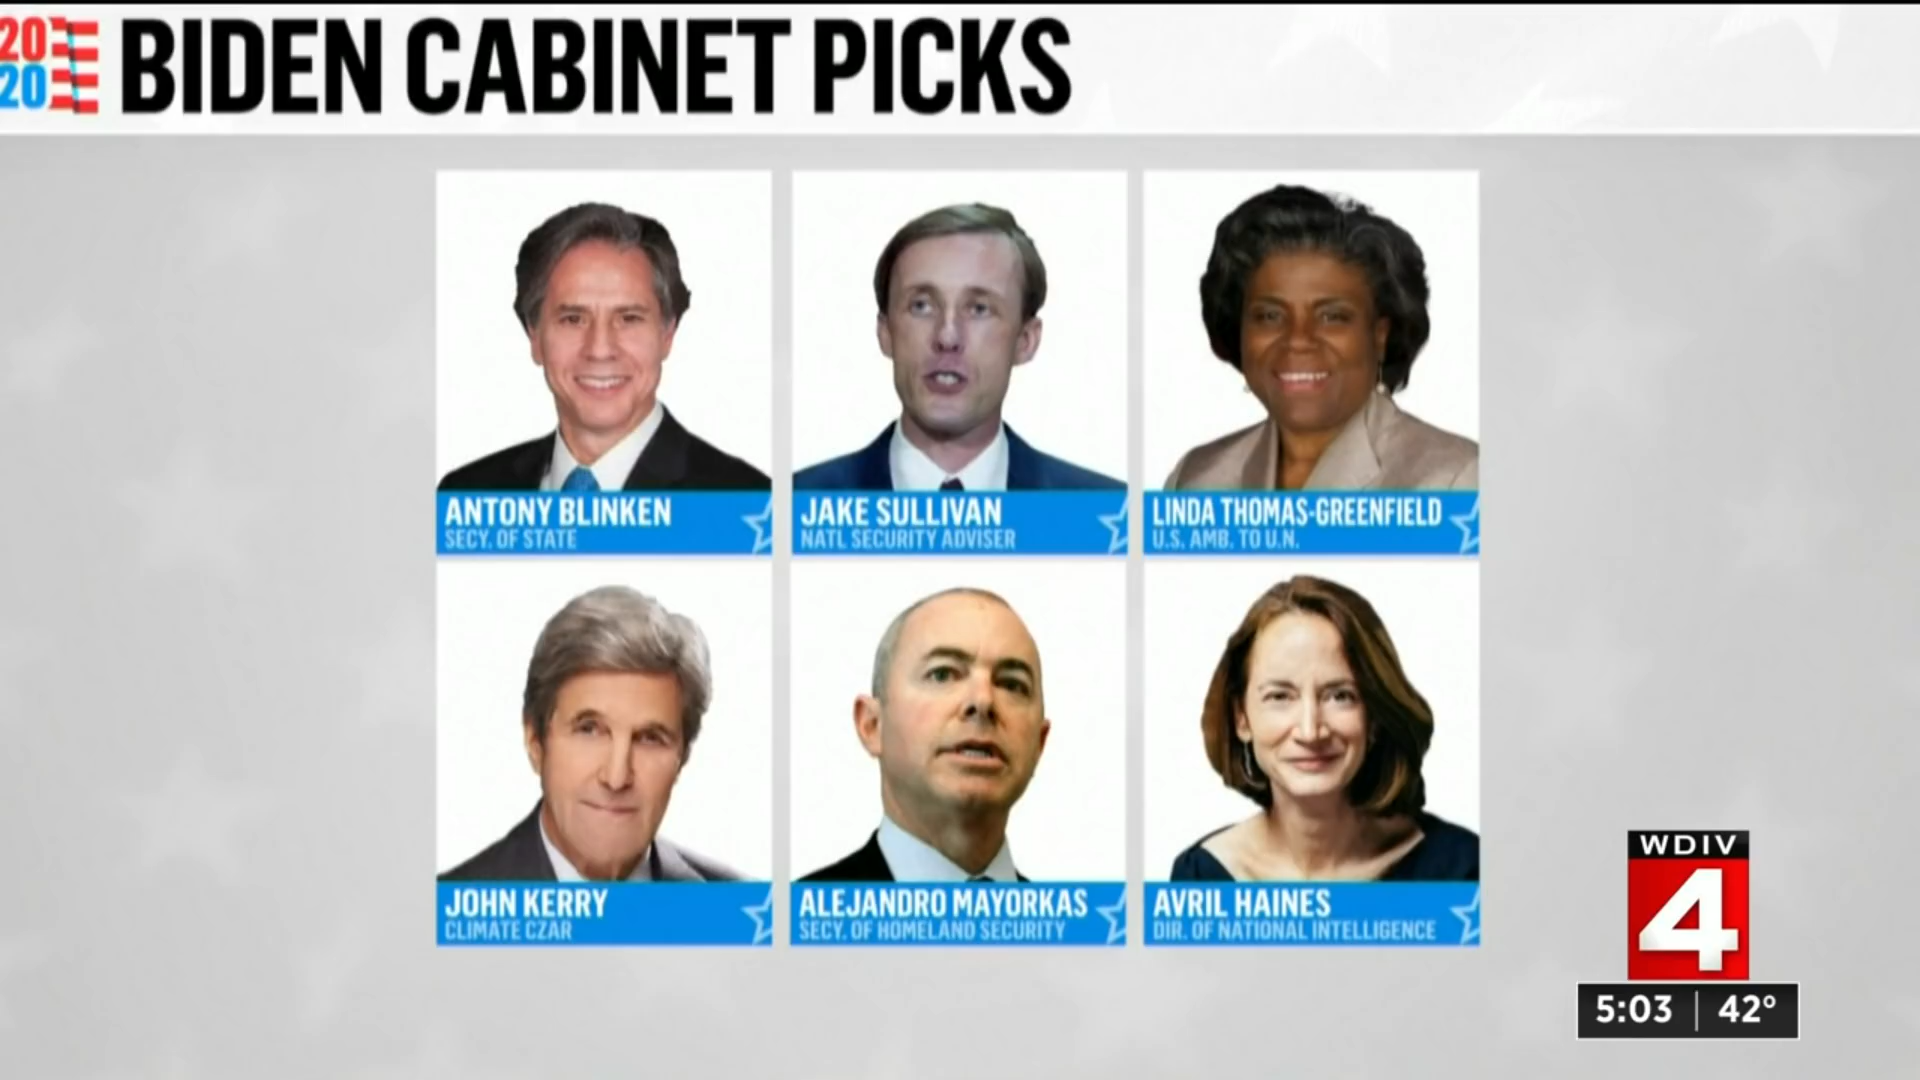 20
20
BIDEN CABINET PICKS
ANTONY BLINKEN
SECY. OF STATE
JAKE SULLIVAN
NATL SECURITY ADVISER
LINDA THOMAS-GREENFIELD
U.S. AMB. TO U.N.
JOHN KERRY
CLIMATE CZAR
ALEJANDRO MAYORKAS
SECY. OF HOMELAND SECURITY
AVRIL HAINES
DIR. OF NATIONAL INTELLIGENCE
WDIV
4
5:03 42°